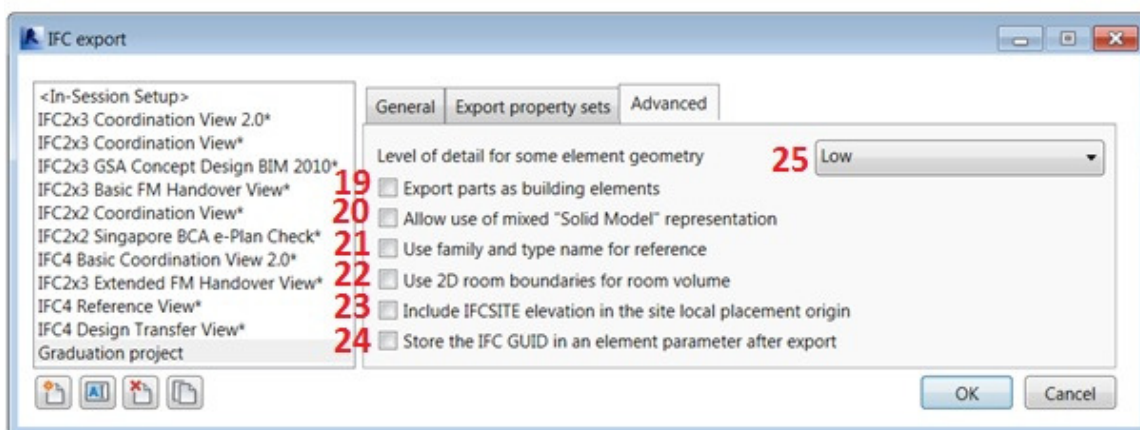 IFC export
<In-Session Setup>
IFC2x3 Coordination View 2.0*
IFC2x3 Coordination View*
IFC2x3 GSA Concept Design BIM 2010*
IFC2x3 Basic FM Handover View*
IFC2x2 Coordination View*
IFC2x2 Singapore BCA e-Plan Check*
IFC4 Basic Coordination View 2.0*
IFC2x3 Extended FM Handover View*
IFC4 Reference View*
IFC4 Design Transfer View*
Graduation project
General Export property sets Advanced
Level of detail for some element geometry 25 Low
19 Export parts as building elements
20 Allow use of mixed "Solid Model" representation
21 Use family and type name for reference
22 Use 2D room boundaries for room volume
23 Include IFCSITE elevation in the site local placement origin
24 Store the IFC GUID in an element parameter after export
OK Cancel